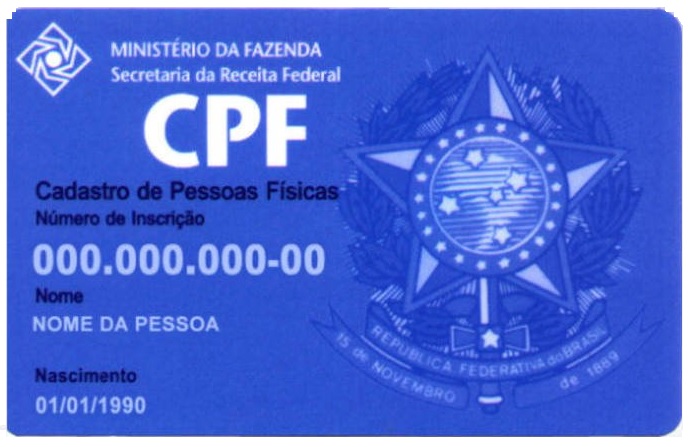 MINISTÉRIO DA FAZENDA
Secretaria da Receita Federal
CPF
Cadastro de Pessoas Físicas
Número de Inscrição
000.000.000-00
Nome
NOME DA PESSOA
Nascimento
01/01/1990
REPÚBLICA FEDERATIVA do BRASIL
15 de NOVEMBRO
de 1889